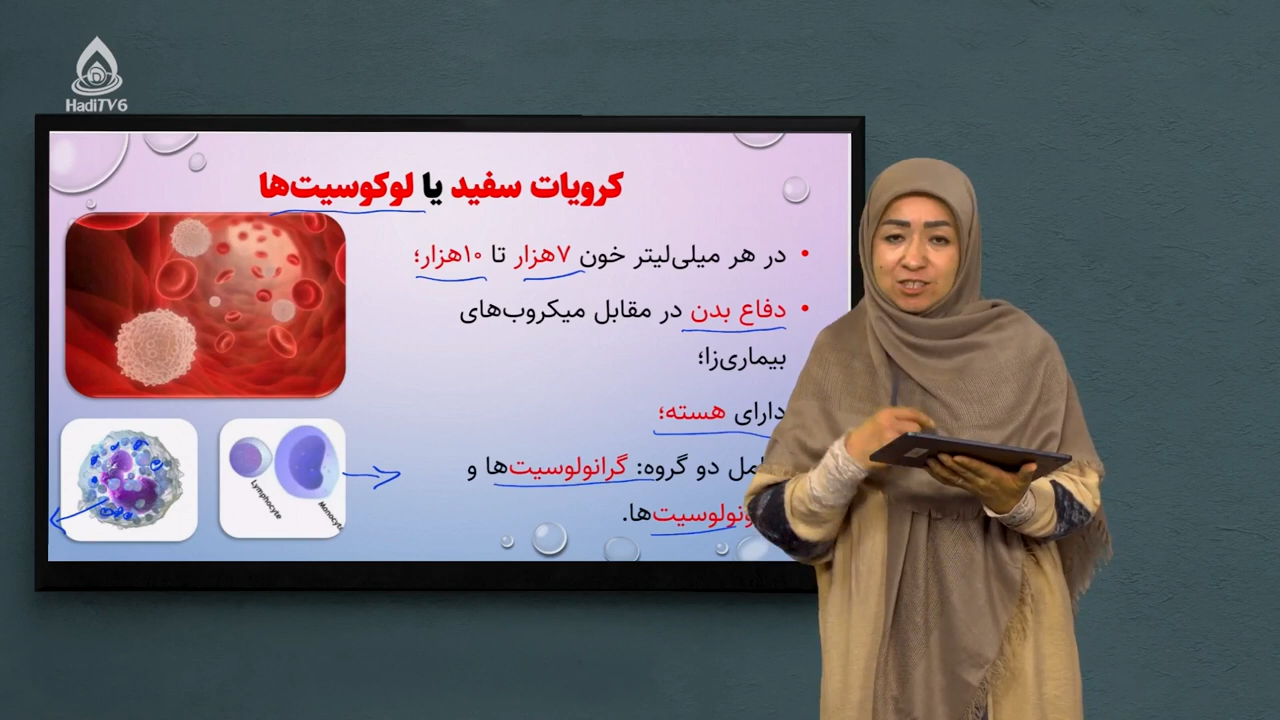 HadiTV6
کرویات سفید یا لوکوسیت‌ها
• در هر میلی‌لیتر خون ۷هزار تا ۱۰هزار؛
• دفاع بدن در مقابل میکروب‌های
بیماری‌زا؛
دارای هسته؛
دو گروه: گرانولوسیت‌ها و
ها.
Lymphocyte
Monocyte